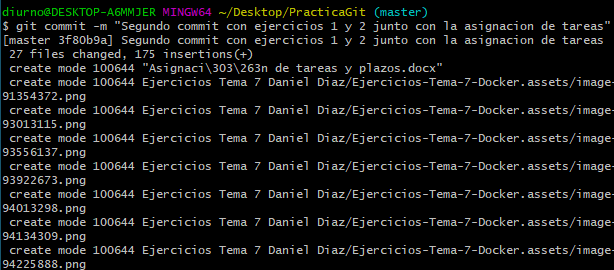 diurno@DESKTOP-A6MMJER MINGW64 ~/Desktop/PracticaGit (master)
$ git commit -m "Segundo commit con ejercicios 1 y 2 junto con la asignacion de tareas"
[master 3f80b9a] Segundo commit con ejercicios 1 y 2 junto con la asignacion de tareas
27 files changed, 175 insertions(+)
create mode 100644 "Asignaci\303\263n de tareas y plazos.docx"
create mode 100644 Ejercicios Tema 7 Daniel Diaz/Ejercicios-Tema-7-Docker.assets/image-
91354372.png
create mode 100644 Ejercicios Tema 7 Daniel Diaz/Ejercicios-Tema-7-Docker.assets/image-
93013115.png
create mode 100644 Ejercicios Tema 7 Daniel Diaz/Ejercicios-Tema-7-Docker.assets/image-
93556137.png
create mode 100644 Ejercicios Tema 7 Daniel Diaz/Ejercicios-Tema-7-Docker.assets/image-
93922673.png
create mode 100644 Ejercicios Tema 7 Daniel Diaz/Ejercicios-Tema-7-Docker.assets/image-
94013298.png
create mode 100644 Ejercicios Tema 7 Daniel Diaz/Ejercicios-Tema-7-Docker.assets/image-
94134309.png
create mode 100644 Ejercicios Tema 7 Daniel Diaz/Ejercicios-Tema-7-Docker.assets/image-
94225888.png